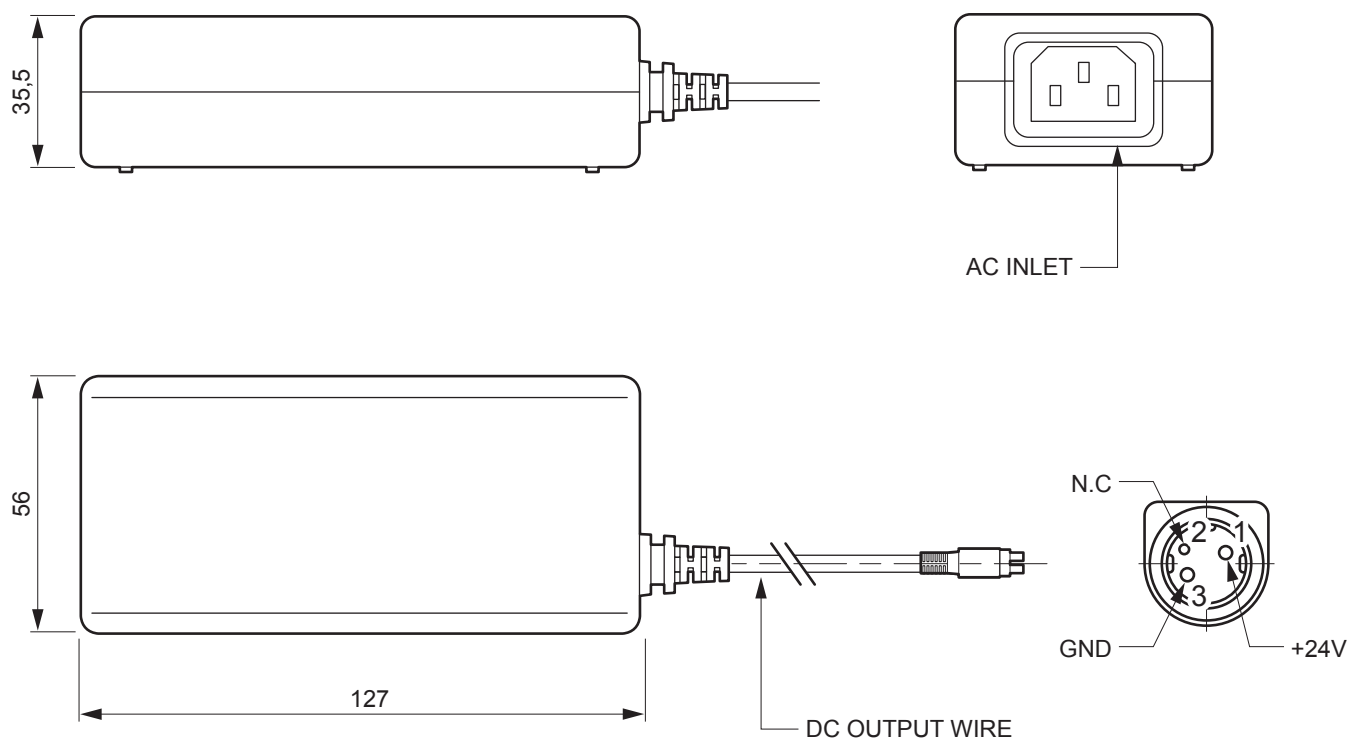 35,5
AC INLET
56
N.C
2
1
3
GND
+24V
127
DC OUTPUT WIRE